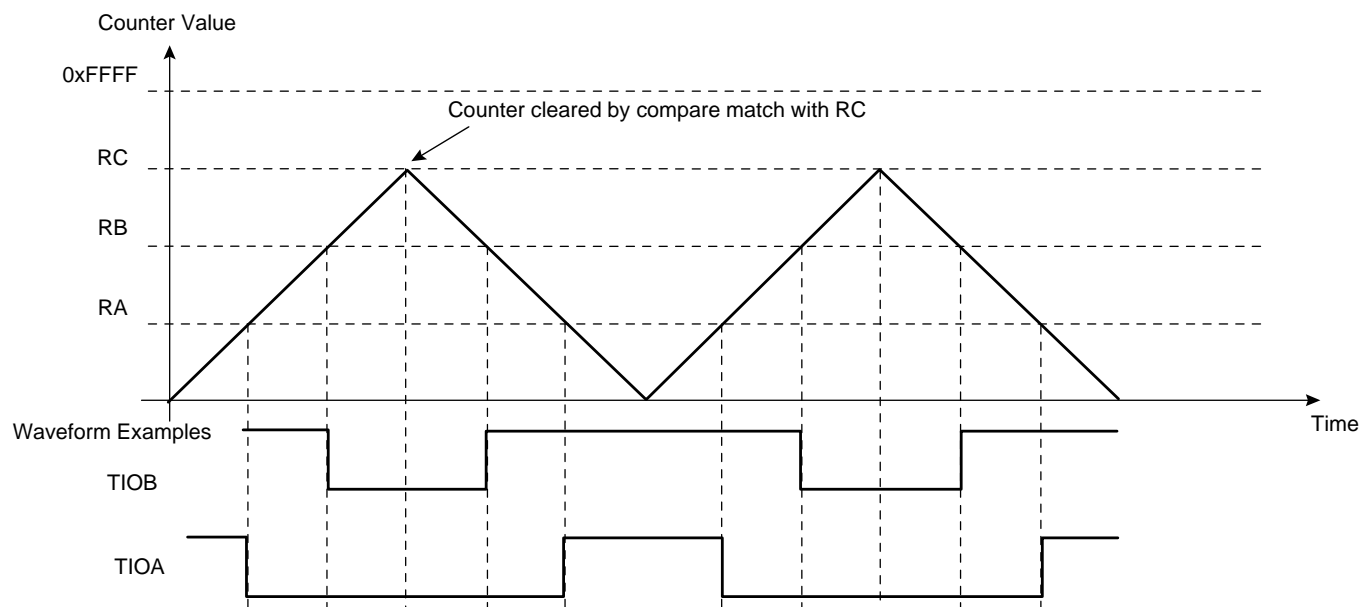 Counter Value
0xFFFF
Counter cleared by compare match with RC
RC
RB
RA
Time
Waveform Examples
TIOB
TIOA